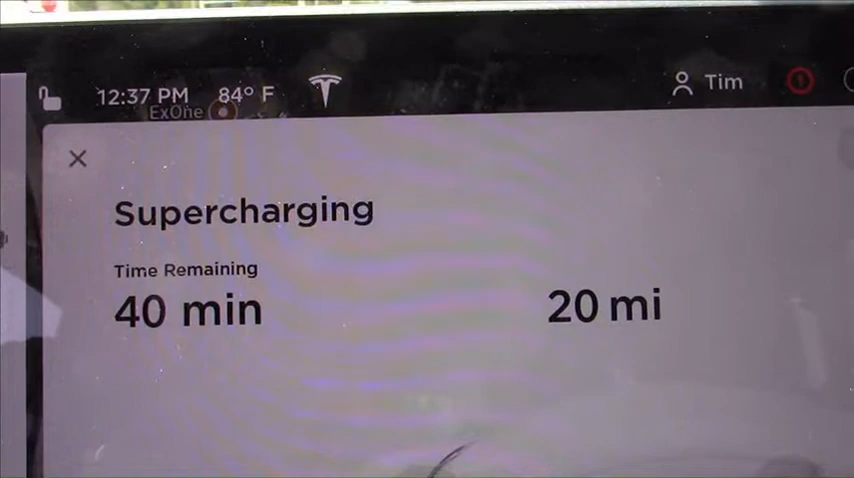 12:37 PM 84° F Tim
ExOne
Supercharging
Time Remaining
40 min 20 mi